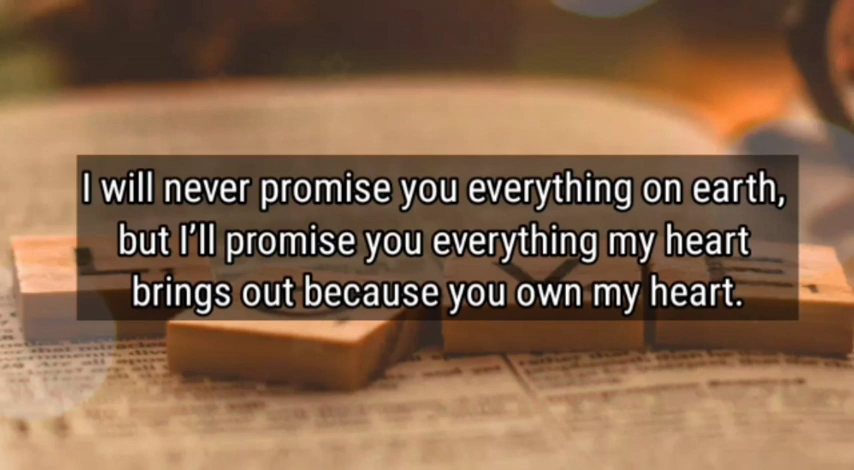 I will never promise you everything on earth,
but I’ll promise you everything my heart
brings out because you own my heart.